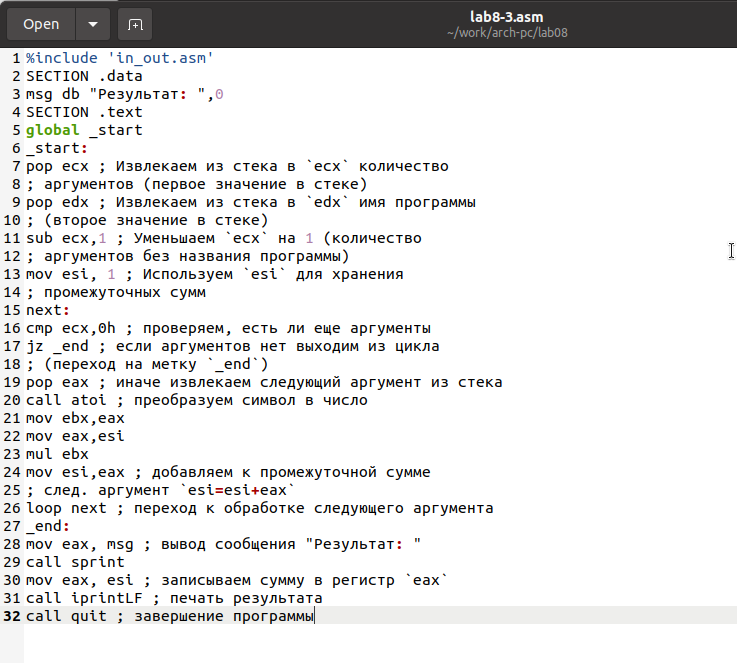 Open
lab8-3.asm
~/work/arch-pc/lab08
1 %include 'in_out.asm'
2 SECTION .data
3 msg db "Результат: ",0
4 SECTION .text
5 global _start
6 _start:
7 pop ecx ; Извлекаем из стека в `ecx` количество
8 ; аргументов (первое значение в стеке)
9 pop edx ; Извлекаем из стека в `edx` имя программы
10 ; (второе значение в стеке)
11 sub ecx,1 ; Уменьшаем `ecx` на 1 (количество
12 ; аргументов без названия программы)
13 mov esi, 1 ; Используем `esi` для хранения
14 ; промежуточных сумм
15 next:
16 cmp ecx,0h ; проверяем, есть ли еще аргументы
17 jz _end ; если аргументов нет выходим из цикла
18 ; (переход на метку `_end`)
19 pop eax ; иначе извлекаем следующий аргумент из стека
20 call atoi ; преобразуем символ в число
21 mov ebx,eax
22 mov eax,esi
23 mul ebx
24 mov esi,eax ; добавляем к промежуточной сумме
25 ; след. аргумент `esi=esi+eax`
26 loop next ; переход к обработке следующего аргумента
27 _end:
28 mov eax, msg ; вывод сообщения "Результат: "
29 call sprint
30 mov eax, esi ; записываем сумму в регистр `eax`
31 call iprintLF ; печать результата
32 call quit ; завершение программы